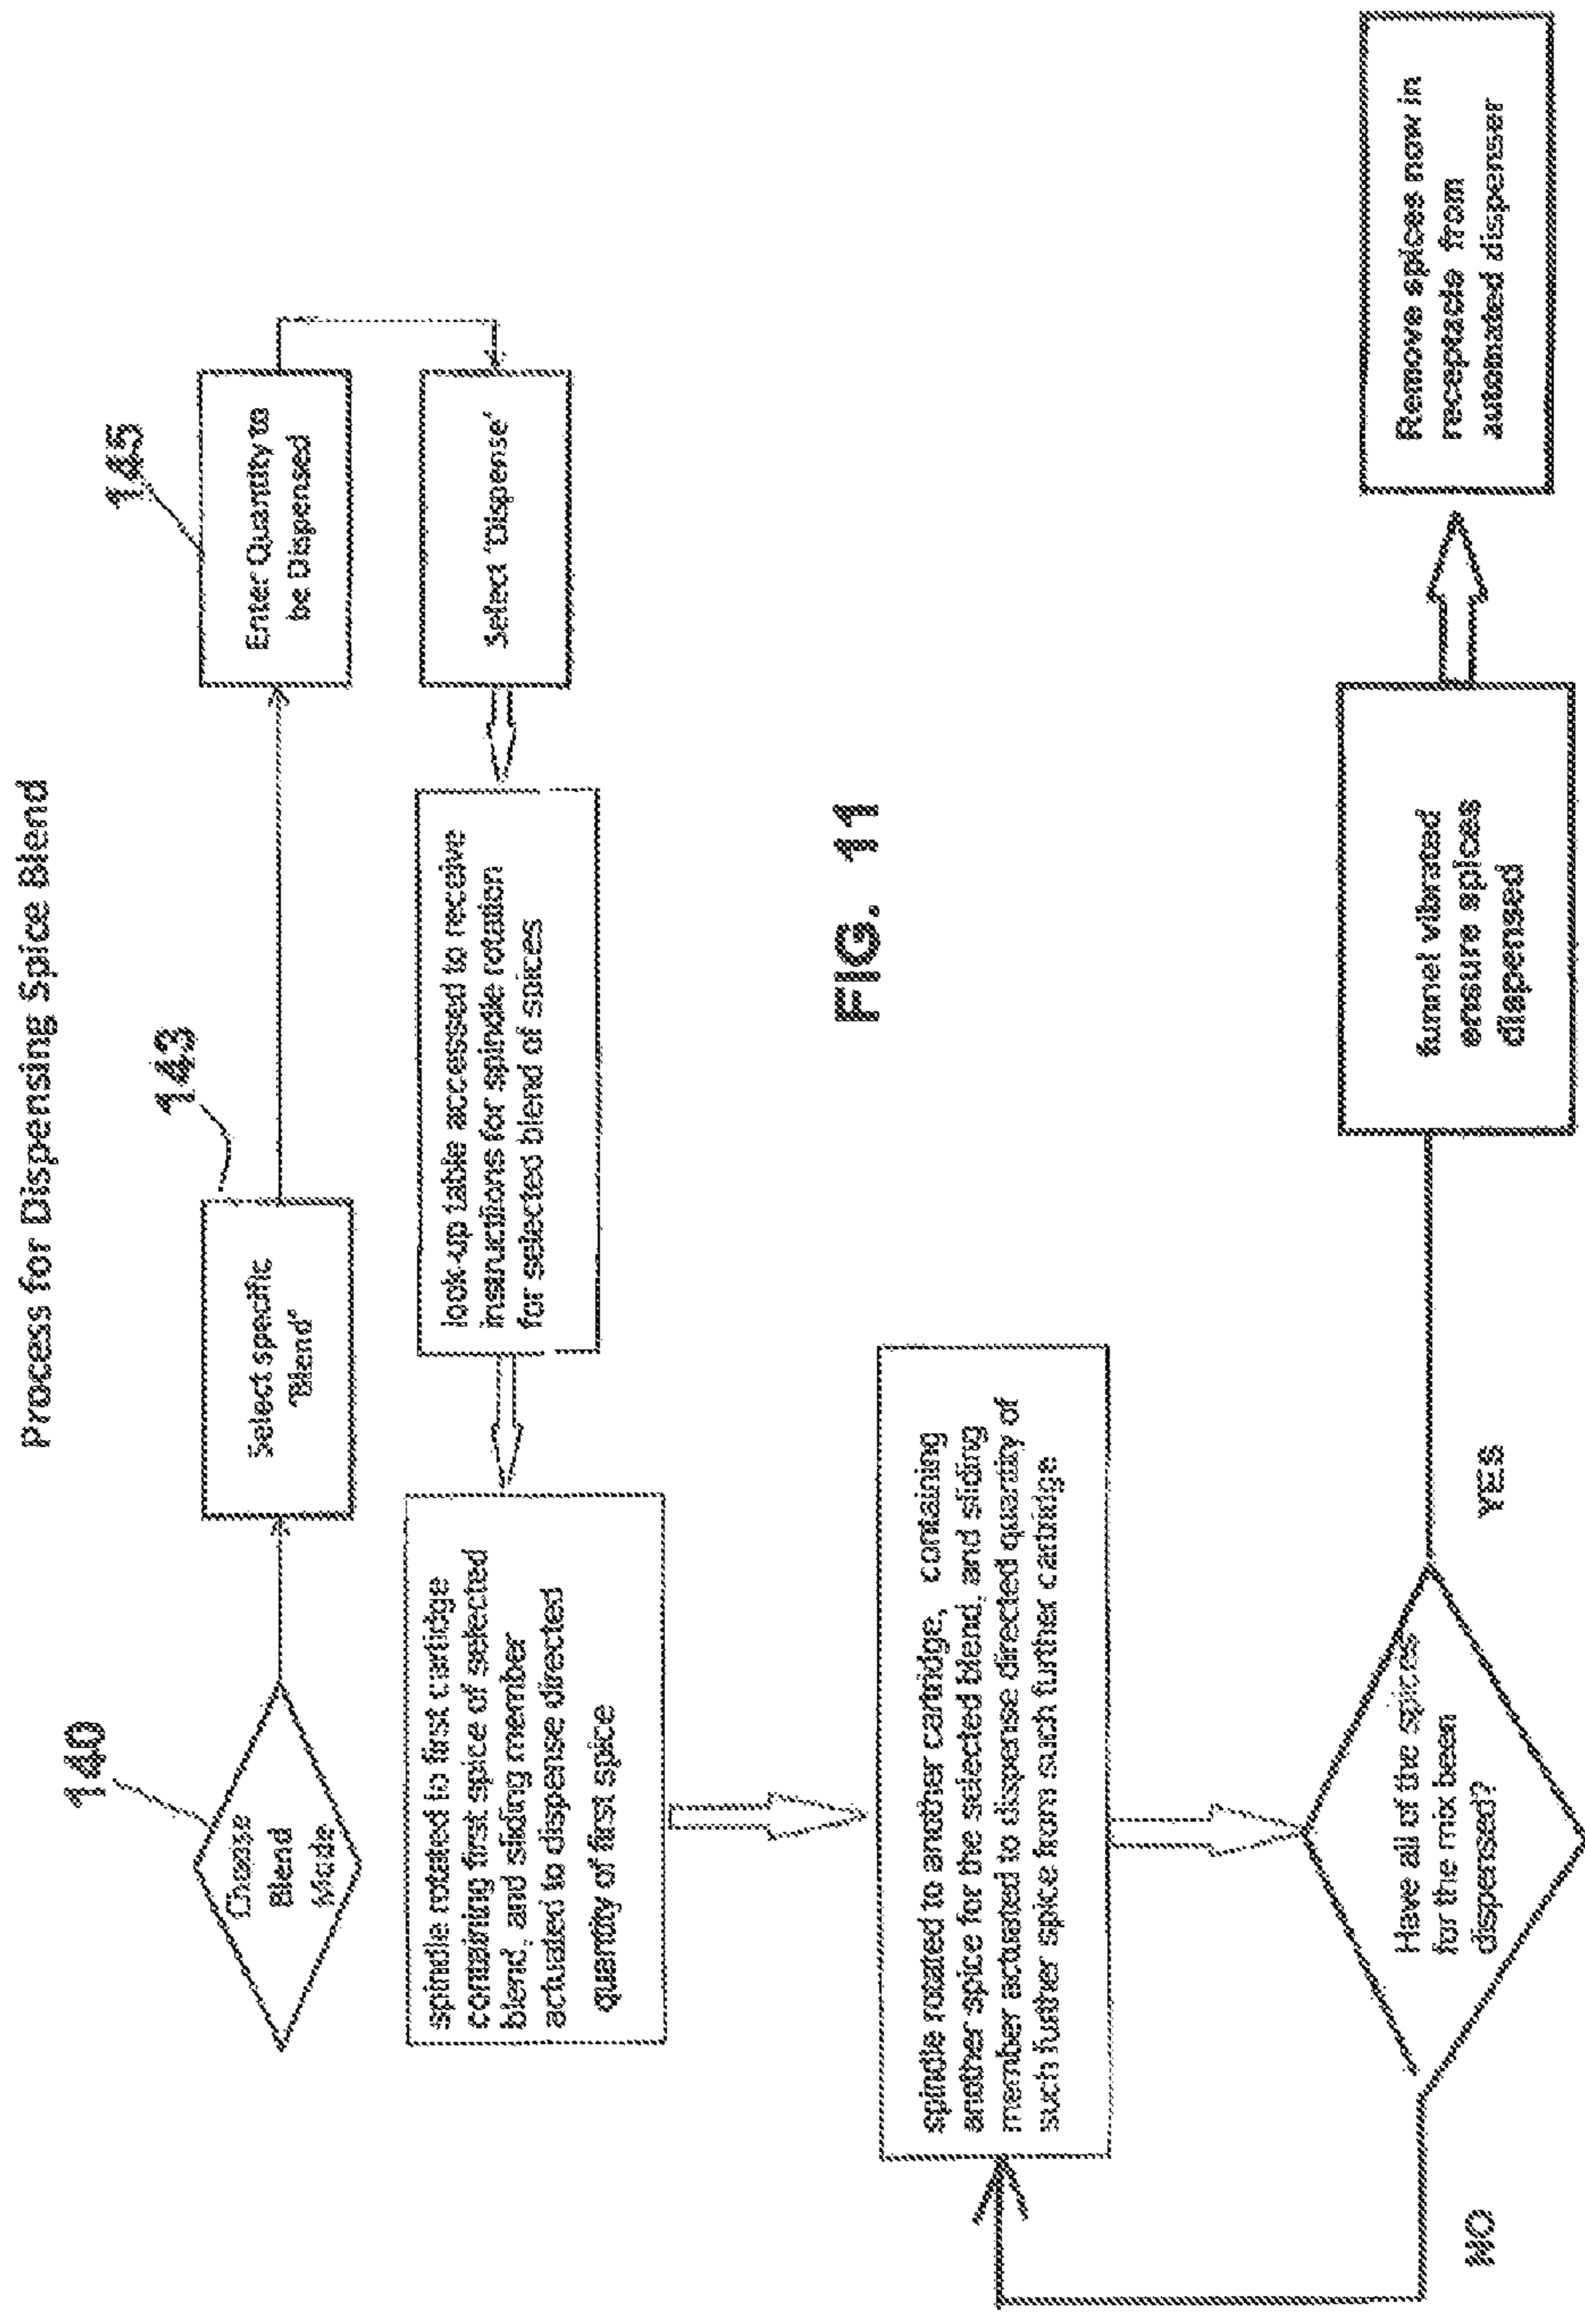 Process for Dispensing Spice Blend
140
Choose
Blend
Mode
143
Select specific
"Blend"
145
Enter Quantity to
be Dispensed
Select 'Dispense'
look-up table accessed to receive
instructions for spindle rotation
for selected blend of spices
spindle rotated to first cartidge
containing first spice of selected
blend, and sliding member
actuated to dispense directed
quantity of first spice
spindle rotated to another cartridge, containing
another spice for the selected blend, and sliding
member actuated to dispense directed quantity of
such further spice from such further cartridge
Have all of the spices
for the mix been
dispensed?
NO
YES
funnel vibrated
ensure spices
dispensed
Remove spices now in
receptacle from
automated dispenser
FIG. 11